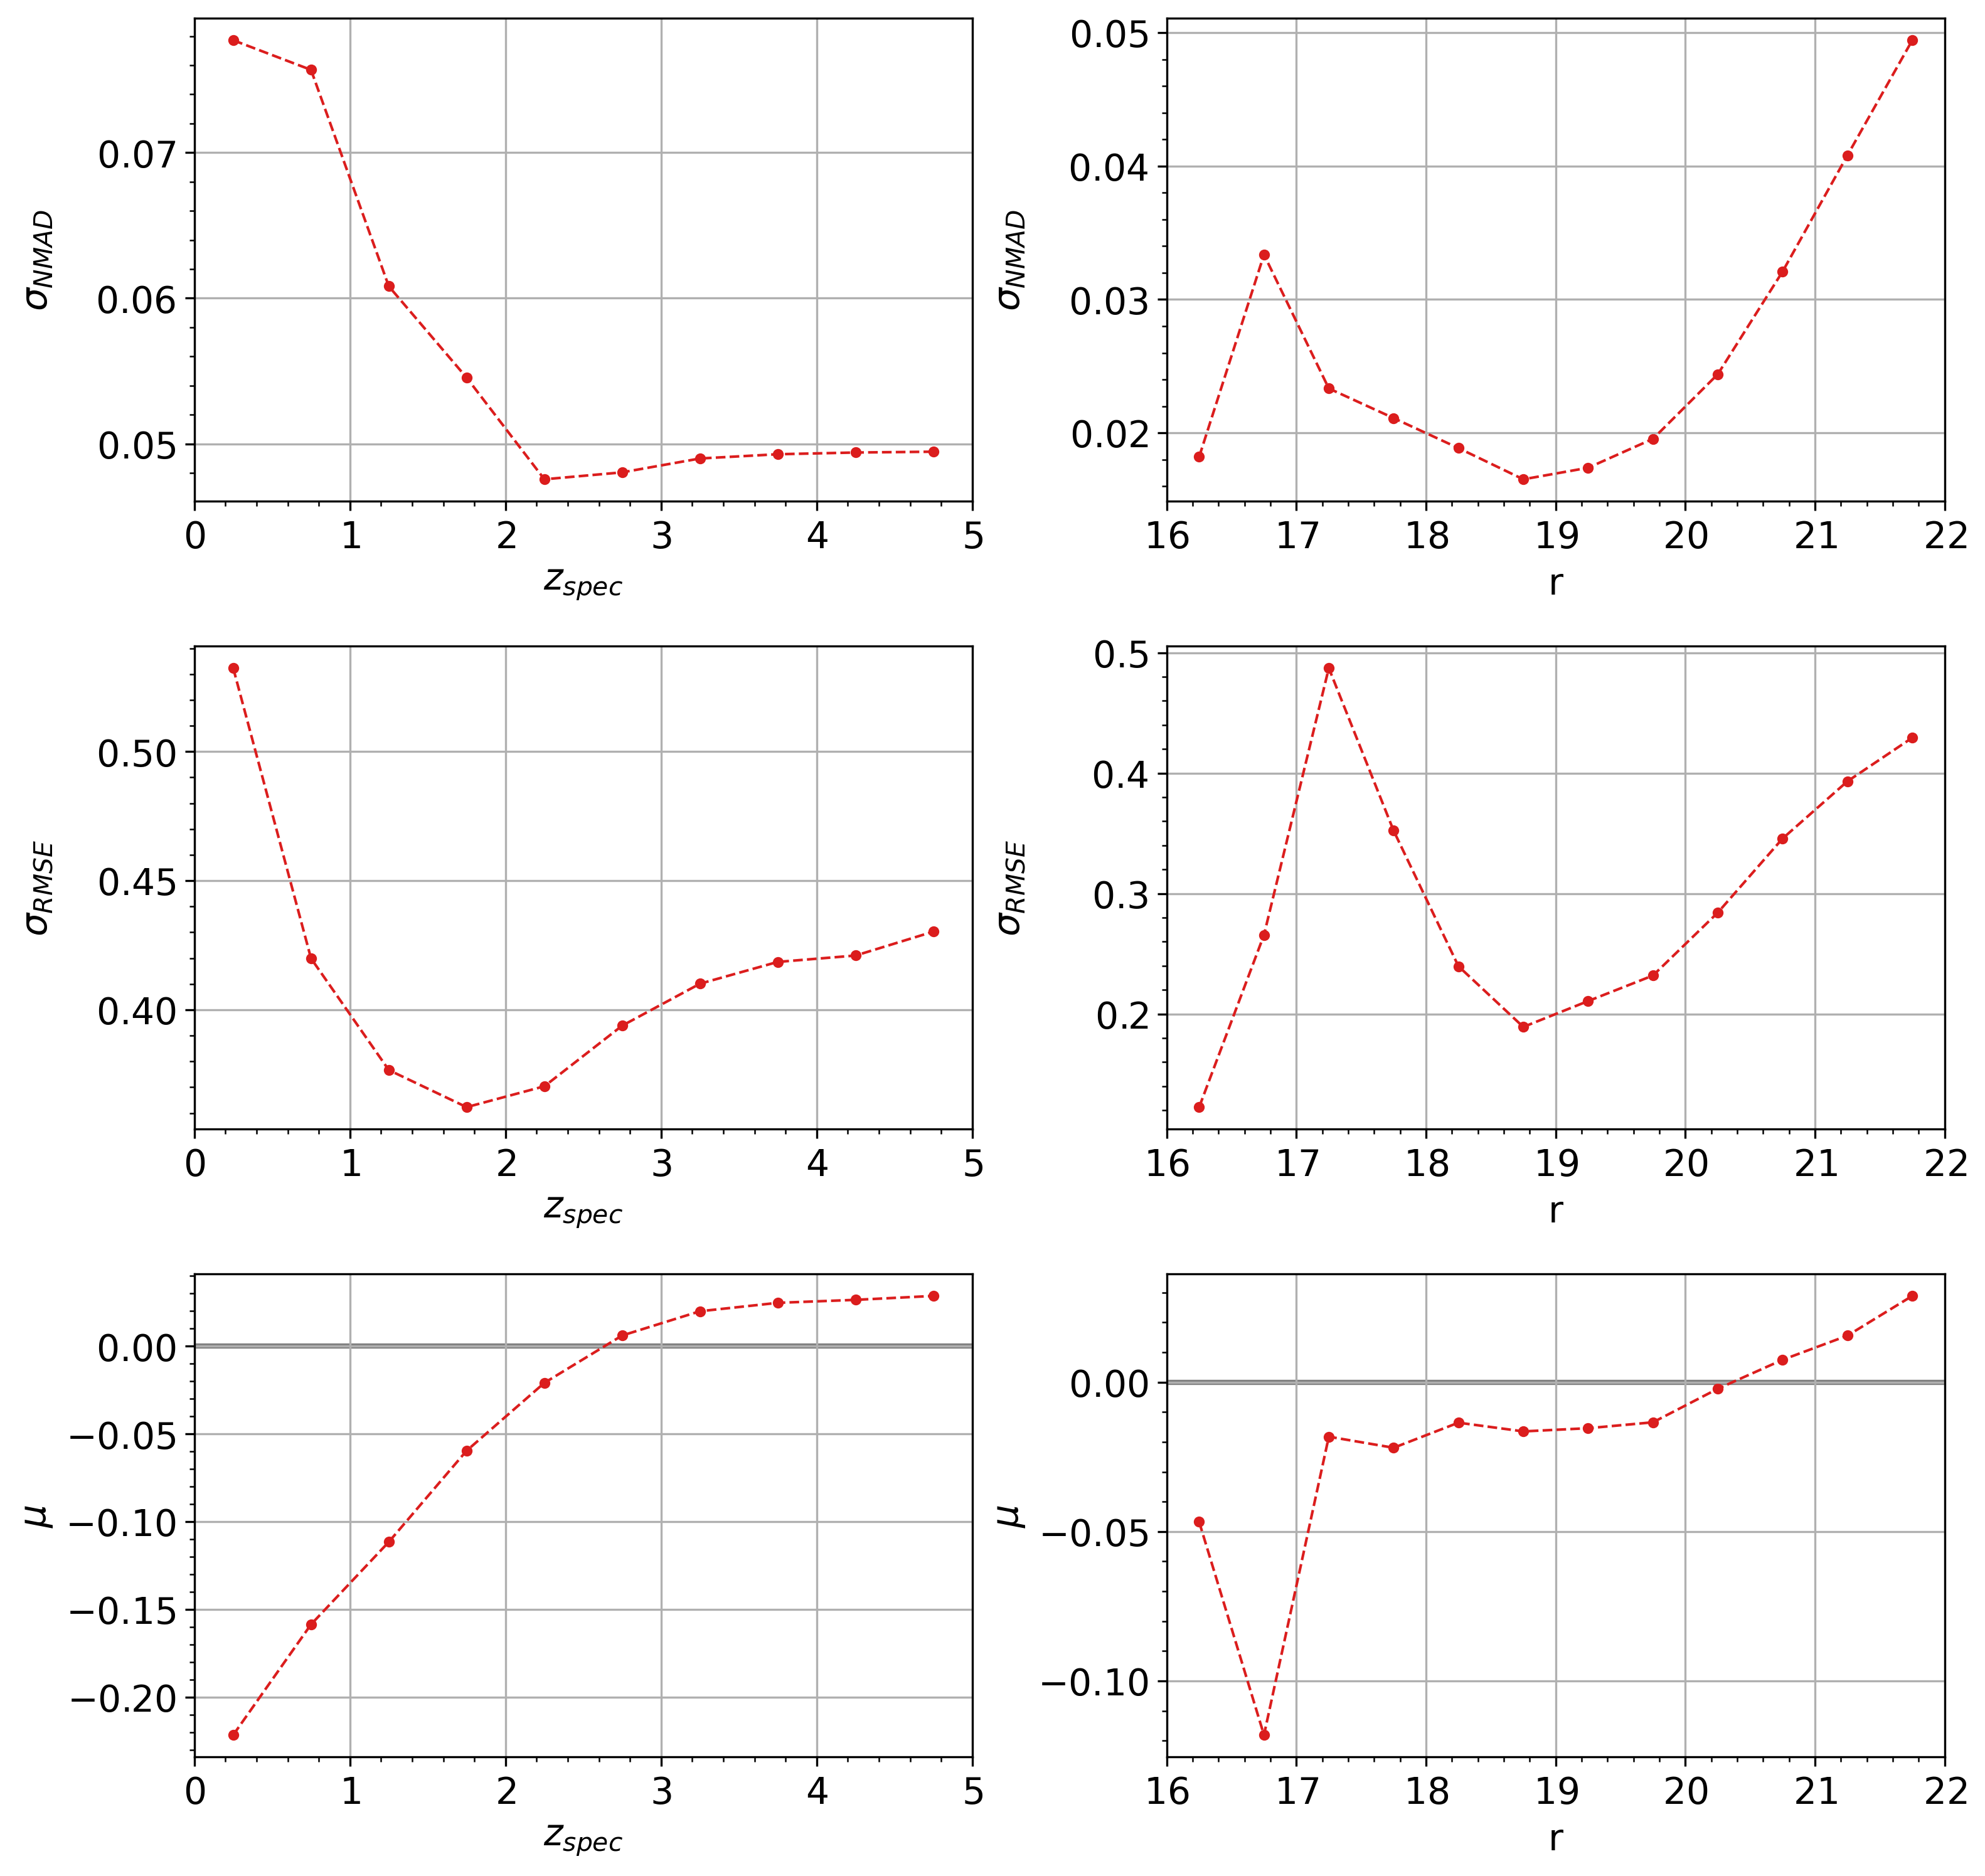 0.07
0.06
0.05
σNMAD
0 1 2 3 4 5
zspec
0.05
0.04
0.03
0.02
σNMAD
16 17 18 19 20 21 22
r
0.50
0.45
0.40
σRMSE
0 1 2 3 4 5
zspec
0.5
0.4
0.3
0.2
σRMSE
16 17 18 19 20 21 22
r
0.00
−0.05
−0.10
−0.15
−0.20
μ
0 1 2 3 4 5
zspec
0.00
−0.05
−0.10
μ
16 17 18 19 20 21 22
r